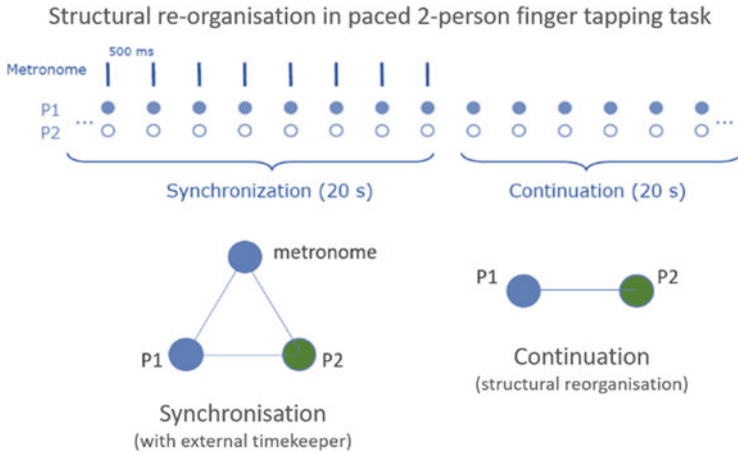 Structural re-organisation in paced 2-person finger tapping task
500 ms
Metronome
P1
P2
... ...
Synchronization (20 s) Continuation (20 s)
metronome
P1 P2
P1 P2
Synchronisation
(with external timekeeper)
Continuation
(structural reorganisation)